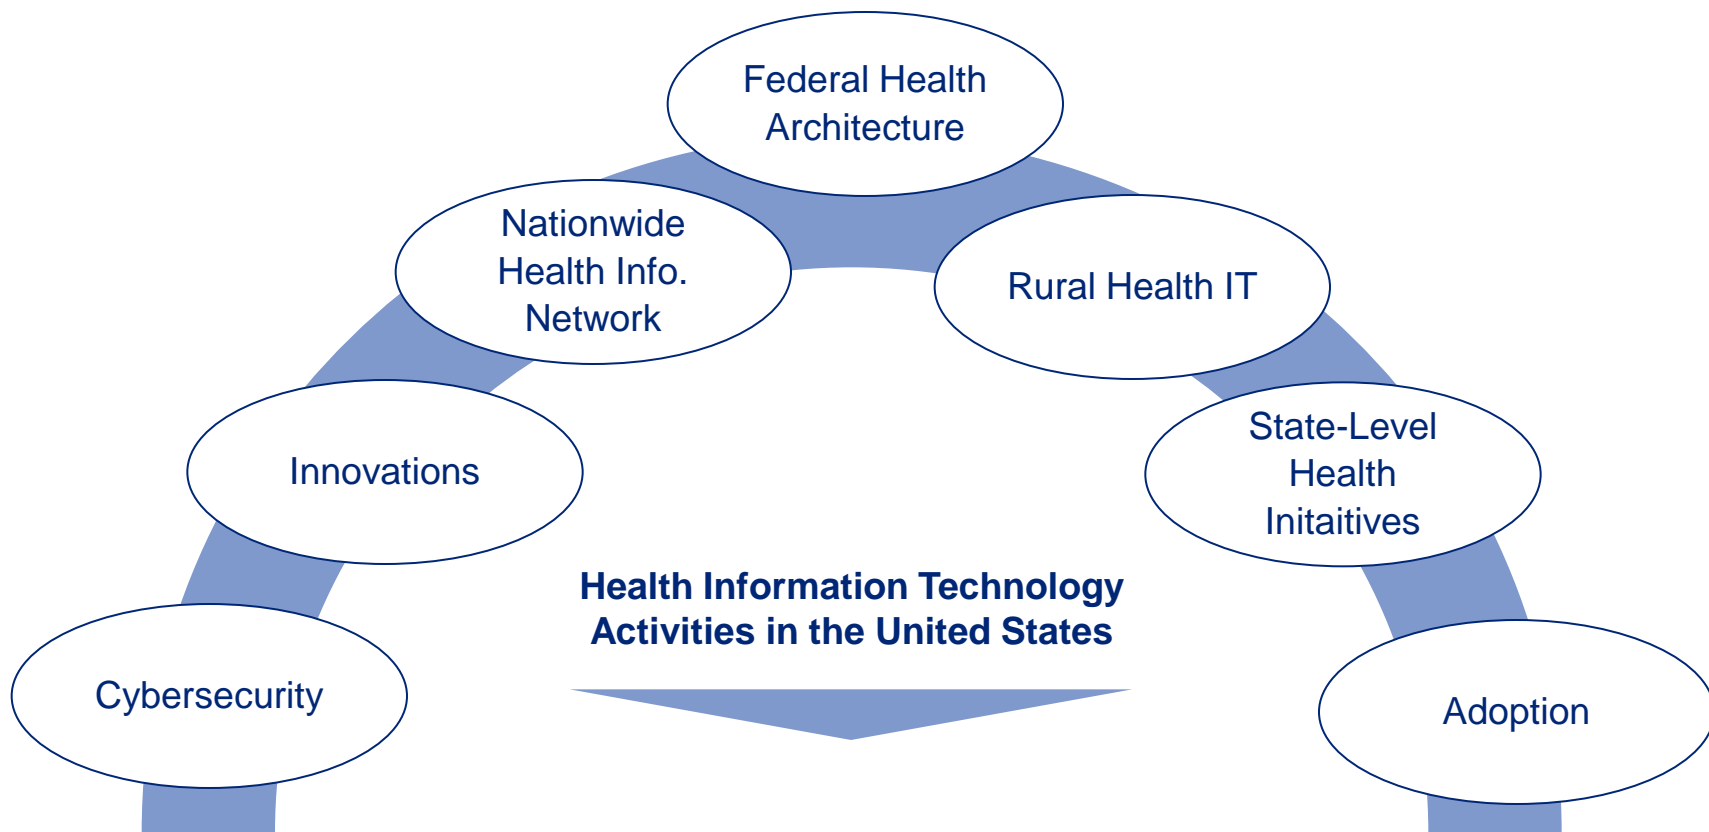 Federal Health
Architecture
Nationwide
Health Info.
Network
Rural Health IT
Innovations
State-Level
Health
Initaitives
Health Information Technology
Activities in the United States
Cybersecurity
Adoption